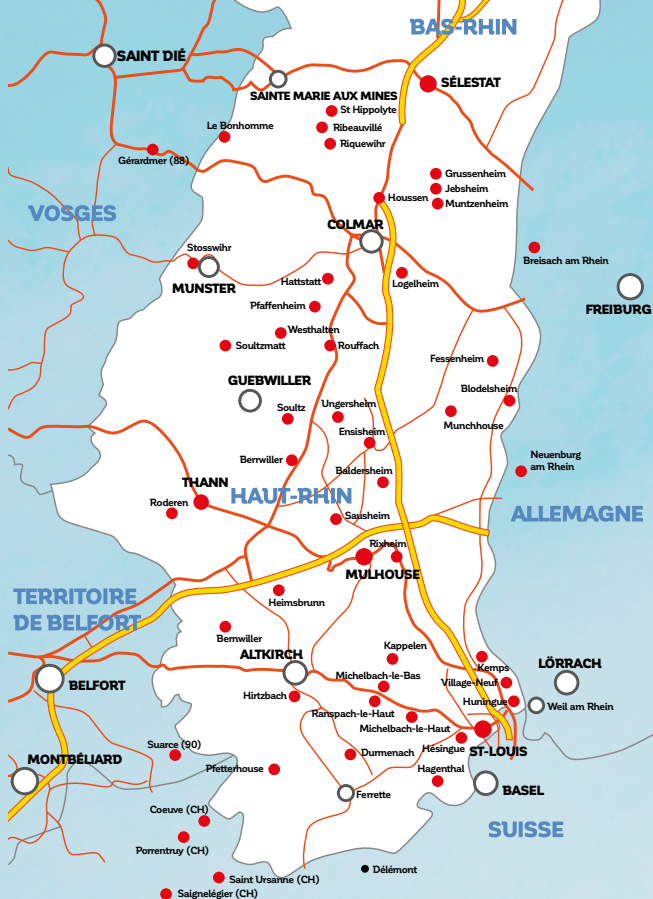 BAS-RHIN
SAINT DIÉ
SÉLESTAT
SAINTE MARIE AUX MINES
St Hippolyte
Le Bonhomme
Ribeauvillé
Riquewihr
Gérardmer (88)
Grussenheim
Jebsheim
Houssen
Muntzenheim
VOSGES
COLMAR
Stosswihr
Breisach am Rhein
MUNSTER
Hattstatt
Logelheim
Pfaffenheim
FREIBURG
Westhalten
Soultzmatt
Rouffach
Fessenheim
GUEBWILLER
Blodelsheim
Soultz
Ungersheim
Munchhouse
Ensisheim
Berrwiller
Neuenburg
am Rhein
Baldersheim
THANN
HAUT-RHIN
Roderen
Sausheim
ALLEMAGNE
Rixheim
MULHOUSE
TERRITOIRE
DE BELFORT
Heimsbrunn
Bernwiller
Kappelen
ALTKIRCH
LÖRRACH
Kemps
Michelbach-le-Bas
BELFORT
Village-Neuf
Hirtzbach
Huningue
Weil am Rhein
Ranspach-le-Haut
Michelbach-le-Haut
Suarce (90)
Hésingue
ST-LOUIS
Durmenach
MONTBÉLIARD
Pfetterhouse
Hagenthal
BASEL
Ferrette
Coeuve (CH)
SUISSE
Porrentruy (CH)
Délémont
Saint Ursanne (CH)
Saignelégier (CH)